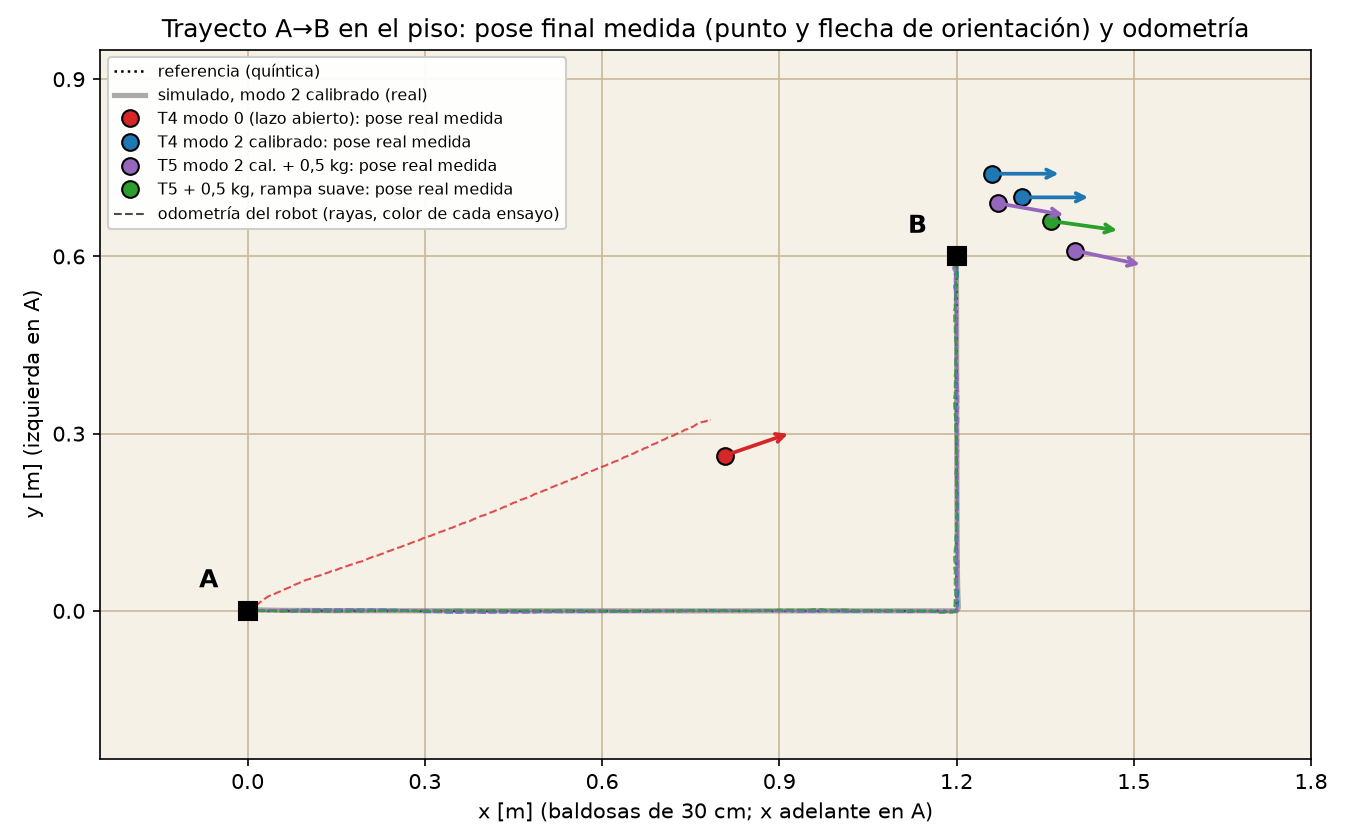 Trayecto A→B en el piso: pose final medida (punto y flecha de orientación) y odometría
referencia (quíntica)
simulado, modo 2 calibrado (real)
T4 modo 0 (lazo abierto): pose real medida
T4 modo 2 calibrado: pose real medida
T5 modo 2 cal. + 0,5 kg: pose real medida
T5 + 0,5 kg, rampa suave: pose real medida
odometría del robot (rayas, color de cada ensayo)
0.9
0.6
0.3
0.0
y [m] (izquierda en A)
B
A
0.0 0.3 0.6 0.9 1.2 1.5 1.8
x [m] (baldosas de 30 cm; x adelante en A)